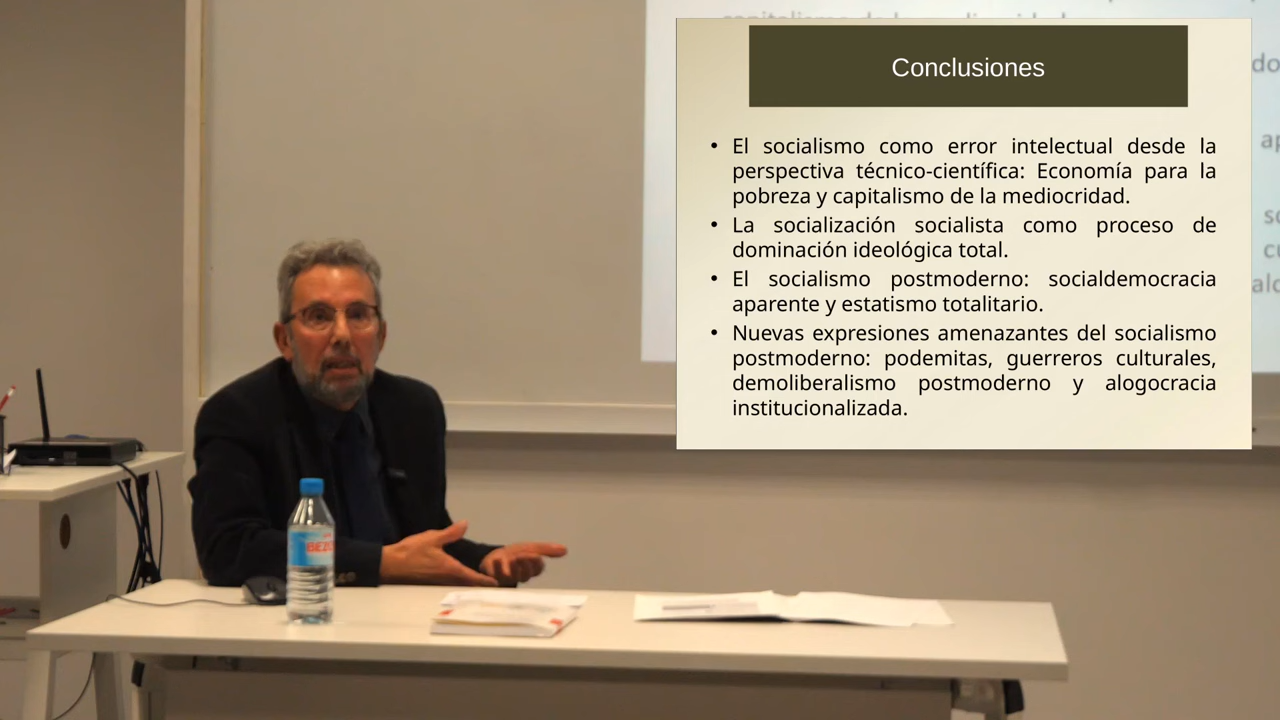 Conclusiones
• El socialismo como error intelectual desde la
perspectiva técnico-científica: Economía para la
pobreza y capitalismo de la mediocridad.
• La socialización socialista como proceso de
dominación ideológica total.
• El socialismo postmoderno: socialdemocracia
aparente y estatismo totalitario.
• Nuevas expresiones amenazantes del socialismo
postmoderno: podemitas, guerreros culturales,
demoliberalismo postmoderno y alogocracia
institucionalizada.